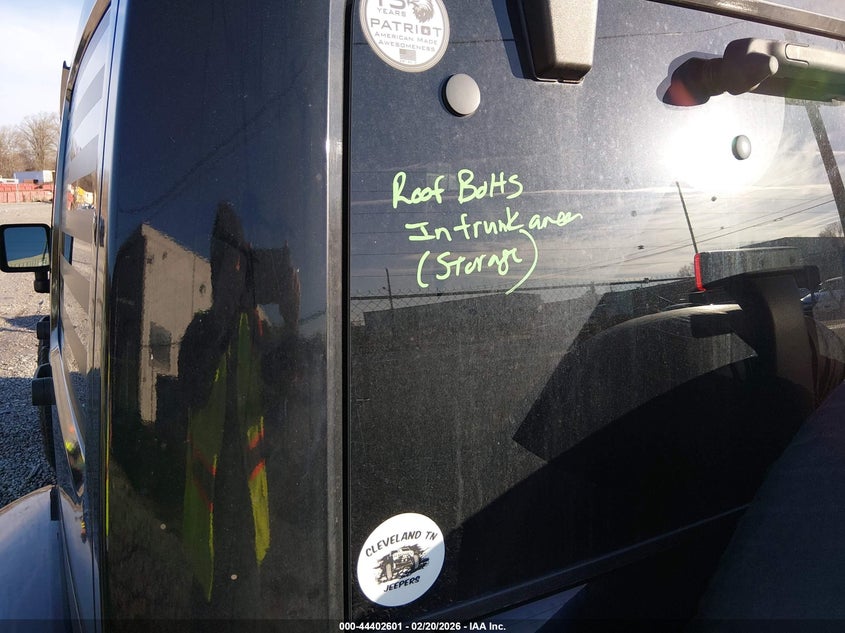 15
YEARS
PATRIOT
AMERICAN MADE
AWESOMENESS
Roof Bolts
In trunk area
(Storage)
CLEVELAND TN
JEEPERS
000-44402601 - 02/20/2026 - IAA Inc.